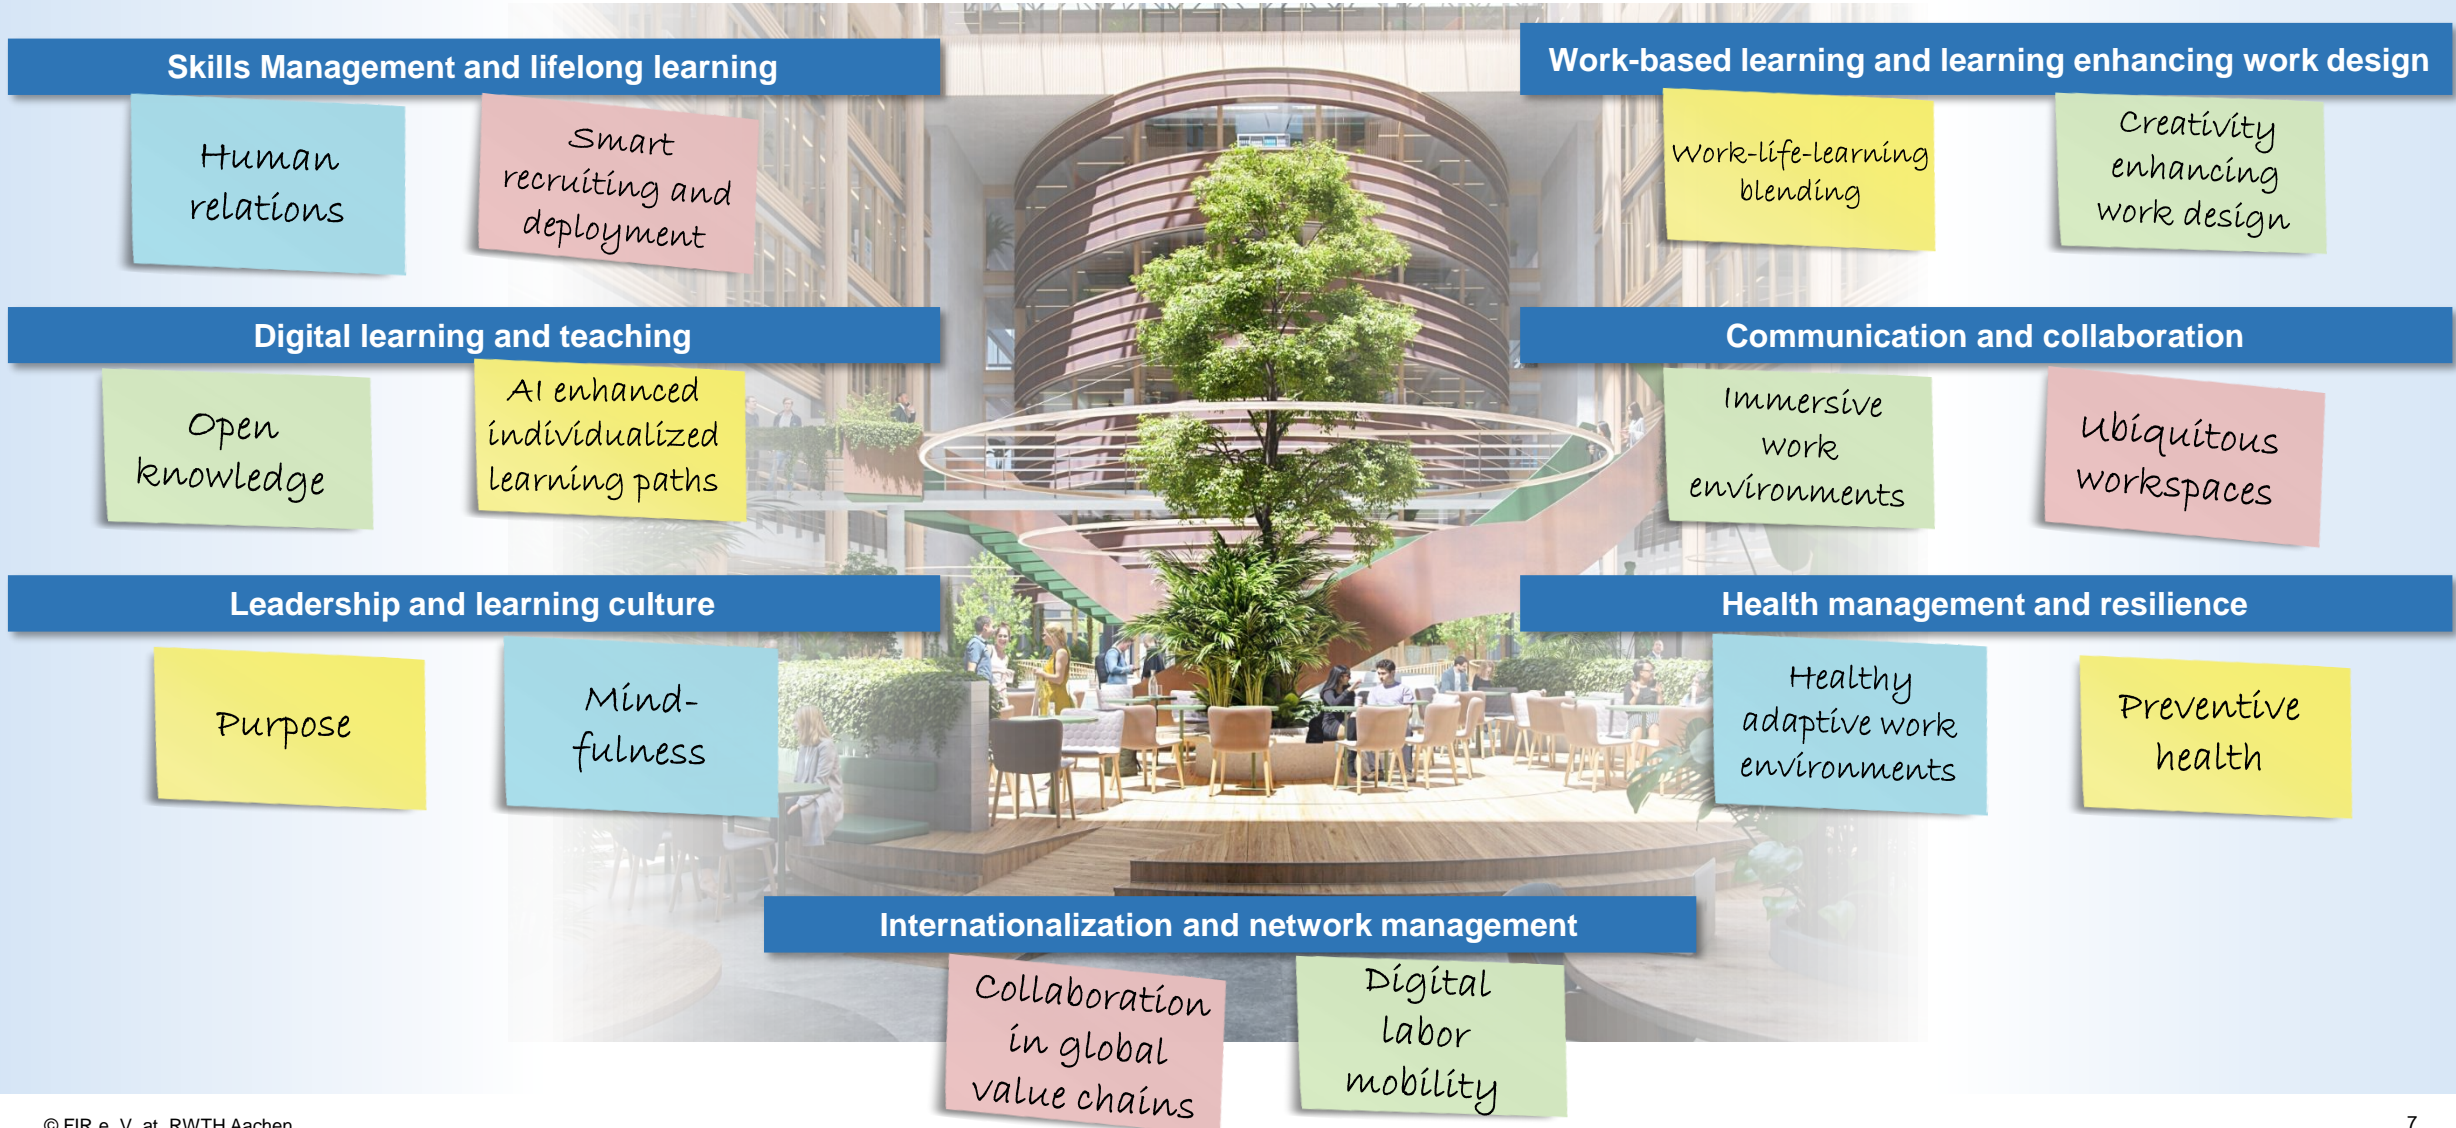 Skills Management and lifelong learning
Human
relations
Smart
recruiting and
deployment
Digital learning and teaching
Open
knowledge
AI enhanced
individualized
learning paths
Leadership and learning culture
Purpose
Mind-
fulness
Work-based learning and learning enhancing work design
Work-life-learning
blending
Creativity
enhancing
work design
Communication and collaboration
Immersive
work
environments
Ubiquitous
workspaces
Health management and resilience
Healthy
adaptive work
environments
Preventive
health
Internationalization and network management
Collaboration
in global
value chains
Digital
labor
mobility
© FIR e. V. at RWTH Aachen
7